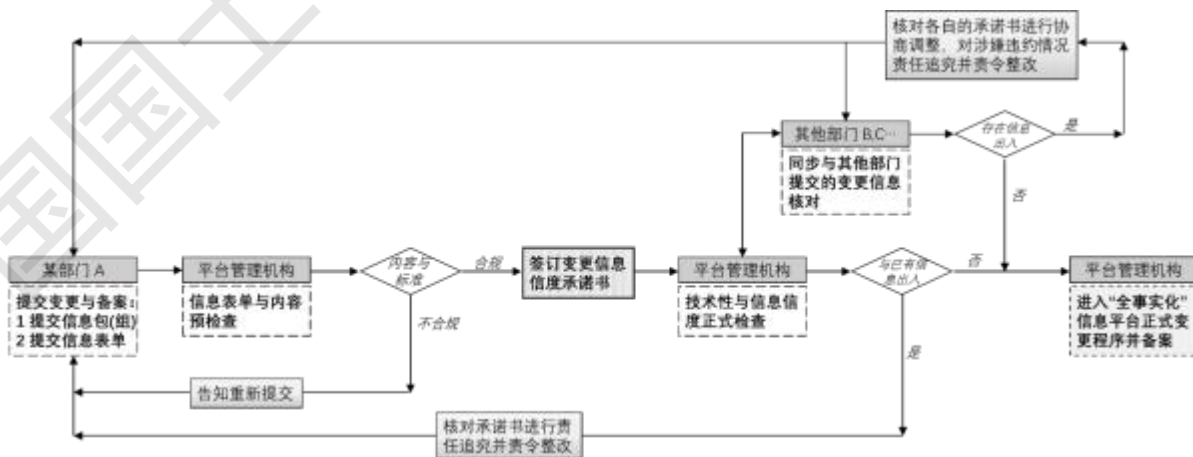 核对各自的承诺书进行协
商调整，对涉嫌违约情况
责任追究并责令整改
其他部门 B,C…
同步与其他部门
提交的变更信息
核对
存在信息
出入
是
否
某部门 A
提交变更与备案：
1 提交信息包(组)
2 提交信息表单
平台管理机构
信息表单与内容
预检查
内容与
标准
合规
不合规
签订变更信息
信度承诺书
平台管理机构
技术性与信息信
度正式检查
与已有信
息出入
否
是
平台管理机构
进入“全事实化”
信息平台正式变
更程序并备案
告知重新提交
核对承诺书进行责
任追究并责令整改
国国土